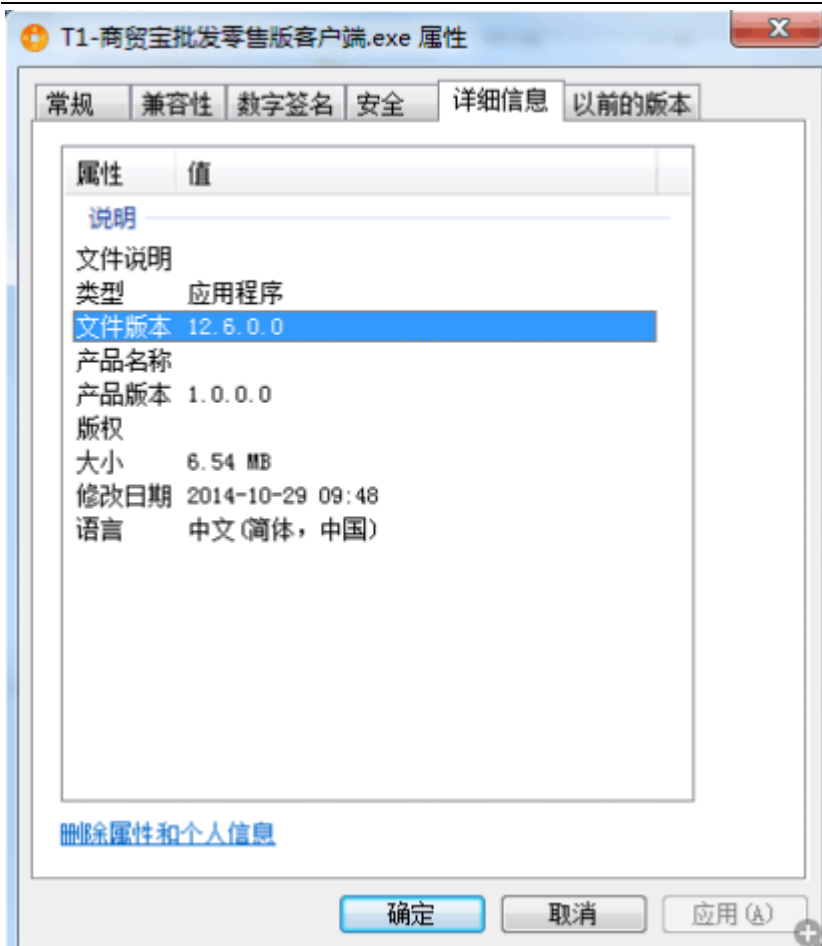 T1-商贸宝批发零售版客户端.exe 属性
常规 兼容性 数字签名 安全 详细信息 以前的版本
属性 值
说明
文件说明
类型 应用程序
文件版本 12.6.0.0
产品名称
产品版本 1.0.0.0
版权
大小 6.54 MB
修改日期 2014-10-29 09:48
语言 中文(简体，中国)
删除属性和个人信息
确定 取消 应用(A)